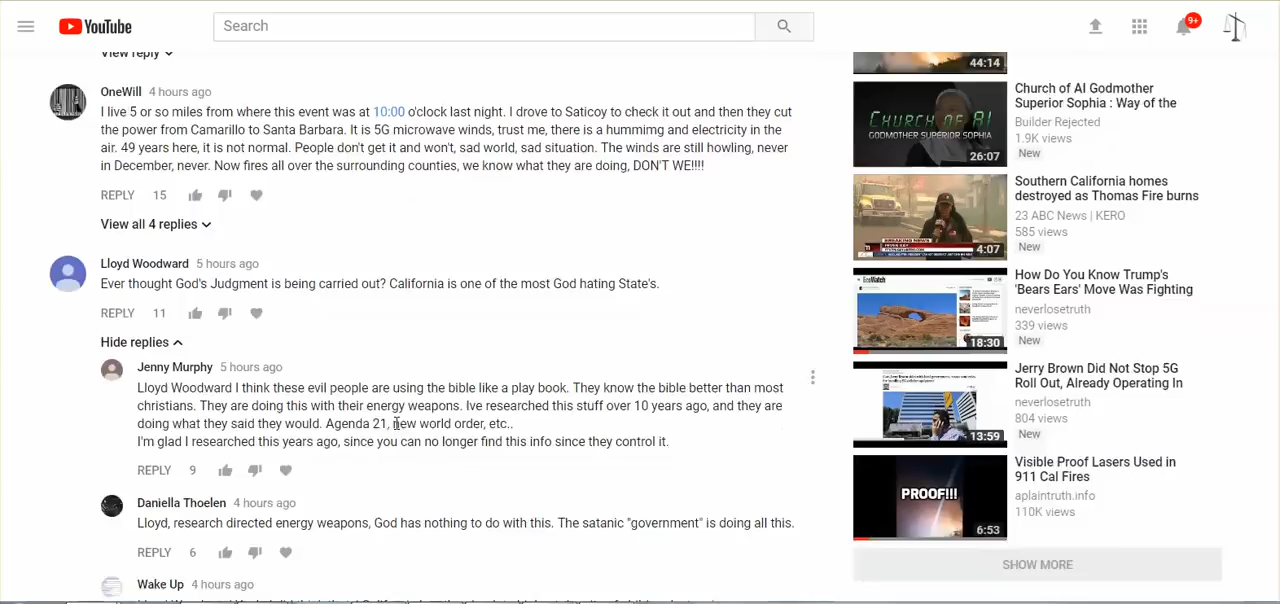 YouTube
Search
9+
View reply
OneWill 4 hours ago
I live 5 or so miles from where this event was at 10:00 o'clock last night. I drove to Saticoy to check it out and then they cut
the power from Camarillo to Santa Barbara. It is 5G microwave winds, trust me, there is a hummimg and electricity in the
air. 49 years here, it is not normal. People don't get it and won't, sad world, sad situation. The winds are still howling, never
in December, never. Now fires all over the surrounding counties, we know what they are doing, DON'T WE!!!!
REPLY 15
View all 4 replies
Lloyd Woodward 5 hours ago
Ever thought God's Judgment is being carried out? California is one of the most God hating State's.
REPLY 11
Hide replies
Jenny Murphy 5 hours ago
Lloyd Woodward I think these evil people are using the bible like a play book. They know the bible better than most
christians. They are doing this with their energy weapons. Ive researched this stuff over 10 years ago, and they are
doing what they said they would. Agenda 21, new world order, etc..
I'm glad I researched this years ago, since you can no longer find this info since they control it.
REPLY 9
Daniella Thoelen 4 hours ago
Lloyd, research directed energy weapons, God has nothing to do with this. The satanic "government" is doing all this.
REPLY 6
Wake Up 4 hours ago
44:14
CHURCH OF AI
GODMOTHER SUPERIOR SOPHIA
26:07
Church of AI Godmother
Superior Sophia : Way of the
Builder Rejected
1.9K views
New
4:07
Southern California homes
destroyed as Thomas Fire burns
23 ABC News | KERO
585 views
New
18:30
How Do You Know Trump's
'Bears Ears' Move Was Fighting
neverlosetruth
339 views
New
13:59
Jerry Brown Did Not Stop 5G
Roll Out, Already Operating In
neverlosetruth
804 views
New
PROOF!!!
6:53
Visible Proof Lasers Used in
911 Cal Fires
aplaintruth.info
110K views
SHOW MORE